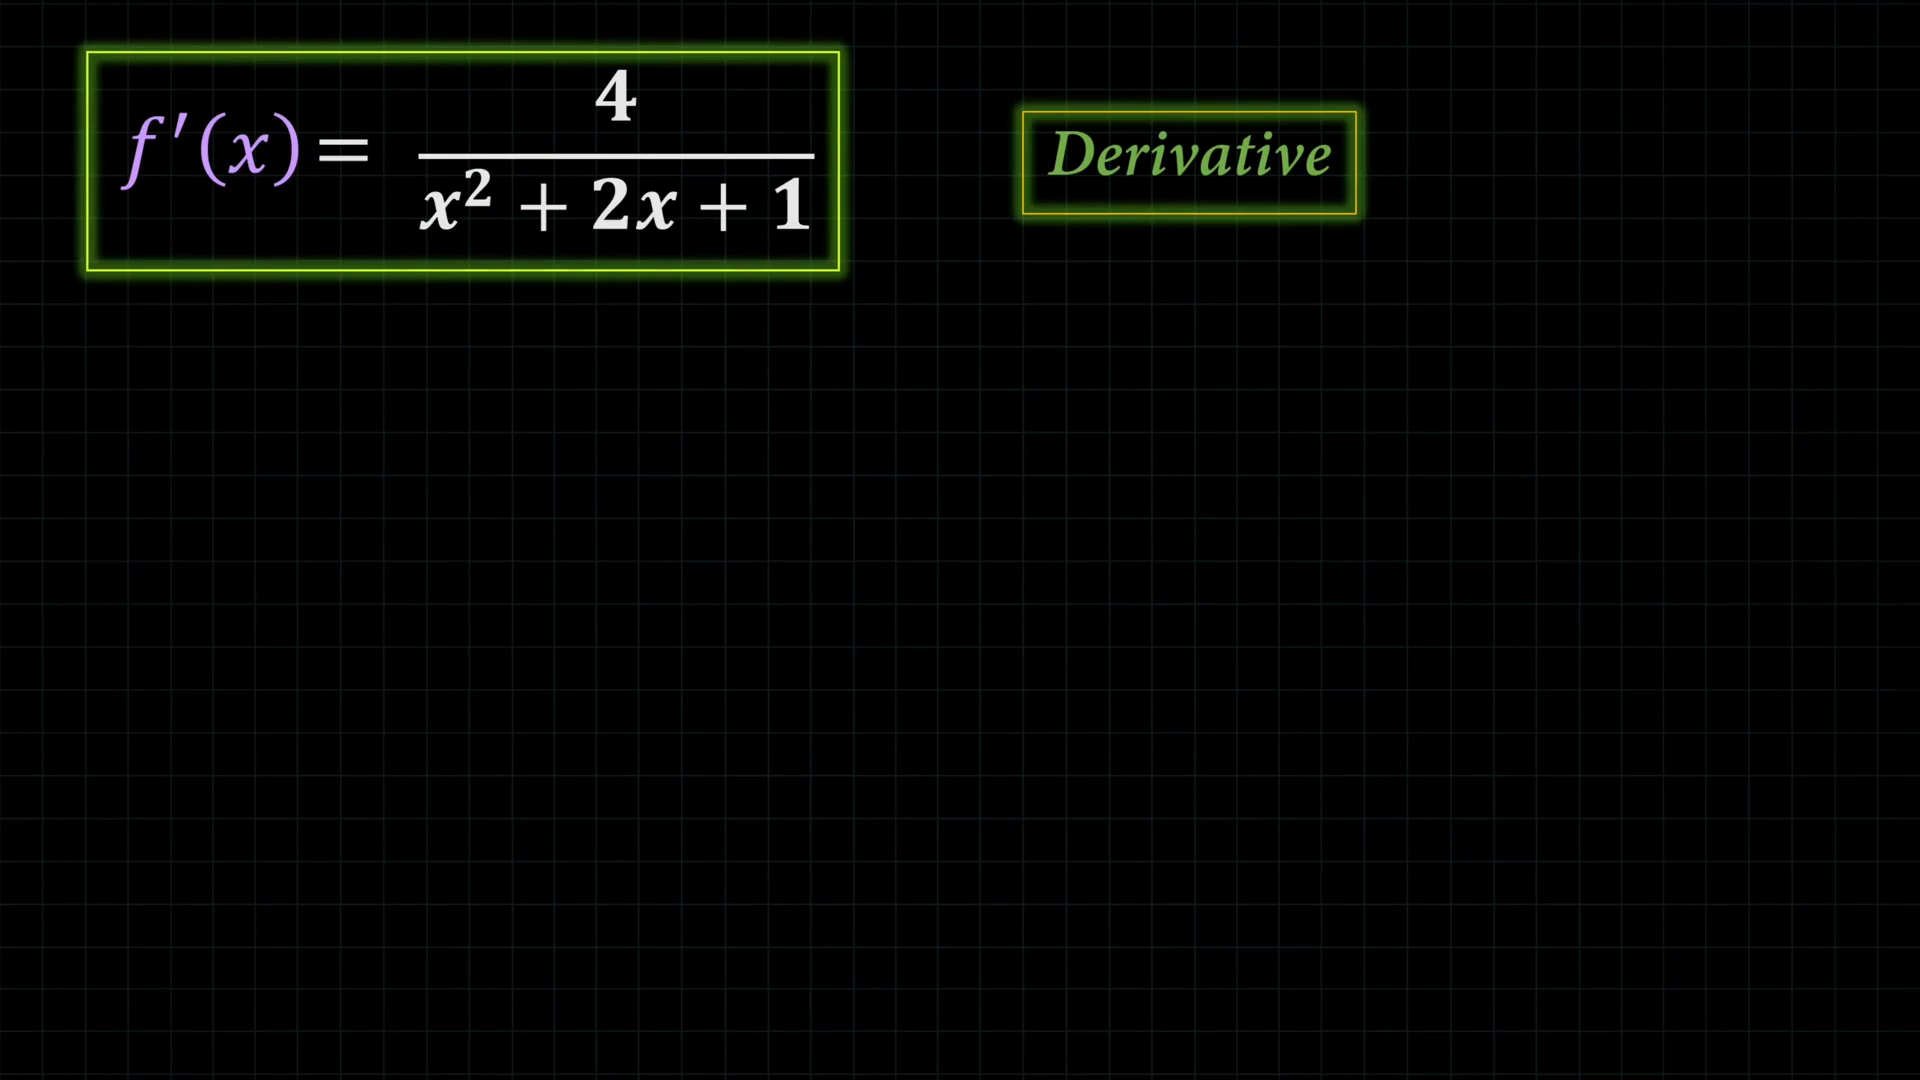 f′(x) = 4 / (x² + 2x + 1)
Derivative